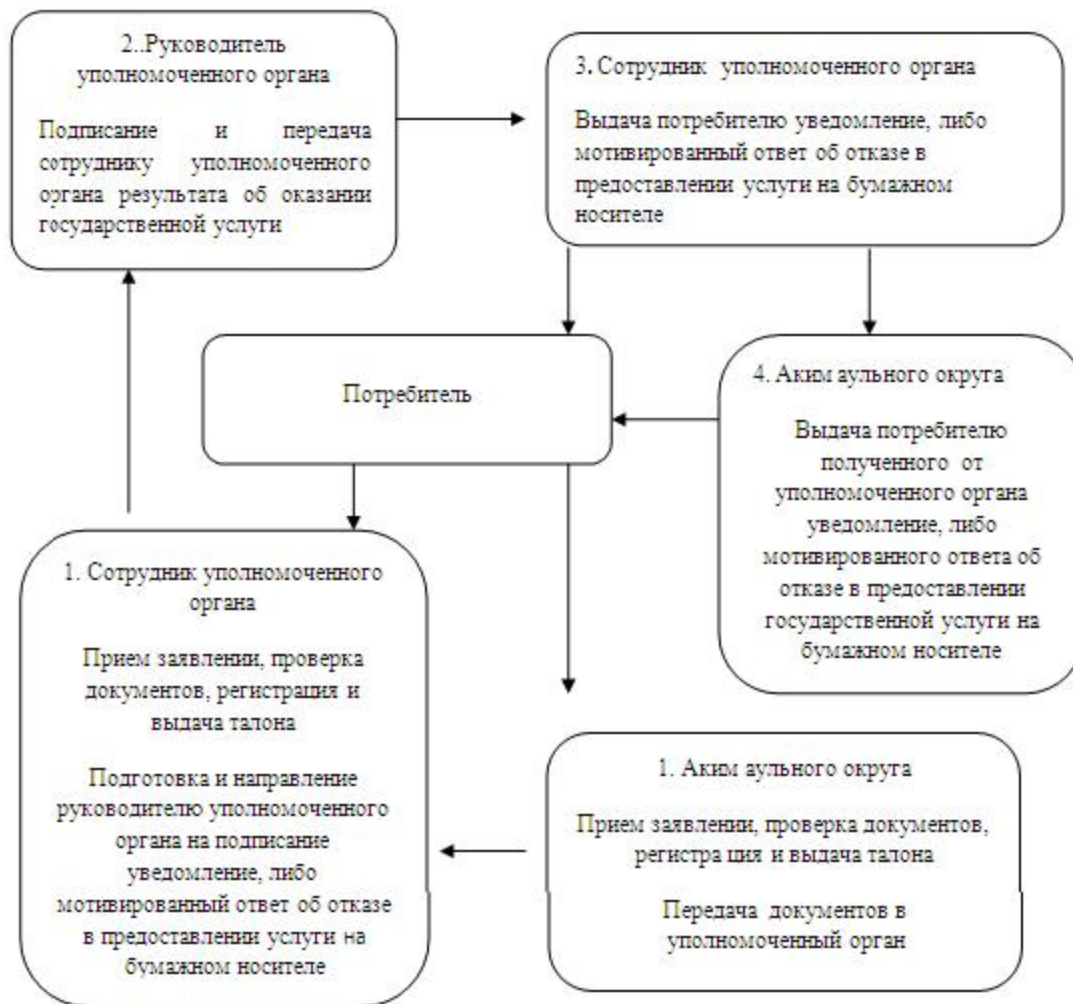 2..Руководитель
уполномоченного органа
Подписание и передача
сотруднику уполномоченного
органа результата об оказании
государственной услуги
3. Сотрудник уполномоченного органа
Выдача потребителю уведомление, либо
мотивированный ответ об отказе в
предоставлении услуги на бумажном
носителе
Потребитель
4. Аким аульного округа
Выдача потребителю
полученного от
уполномоченного органа
уведомление, либо
мотивированного ответа об
отказе в предоставлении
государственной услуги на
бумажном носителе
1. Сотрудник уполномоченного
органа
Прием заявлении, проверка
документов, регистрация и
выдача талона
Подготовка и направление
руководителю уполномоченного
органа на подписание
уведомление, либо
мотивированный ответ об отказе
в предоставлении услуги на
бумажном носителе
1. Аким аульного округа
Прием заявлении, проверка документов,
регистрация и выдача талона
Передача документов в
уполномоченный орган